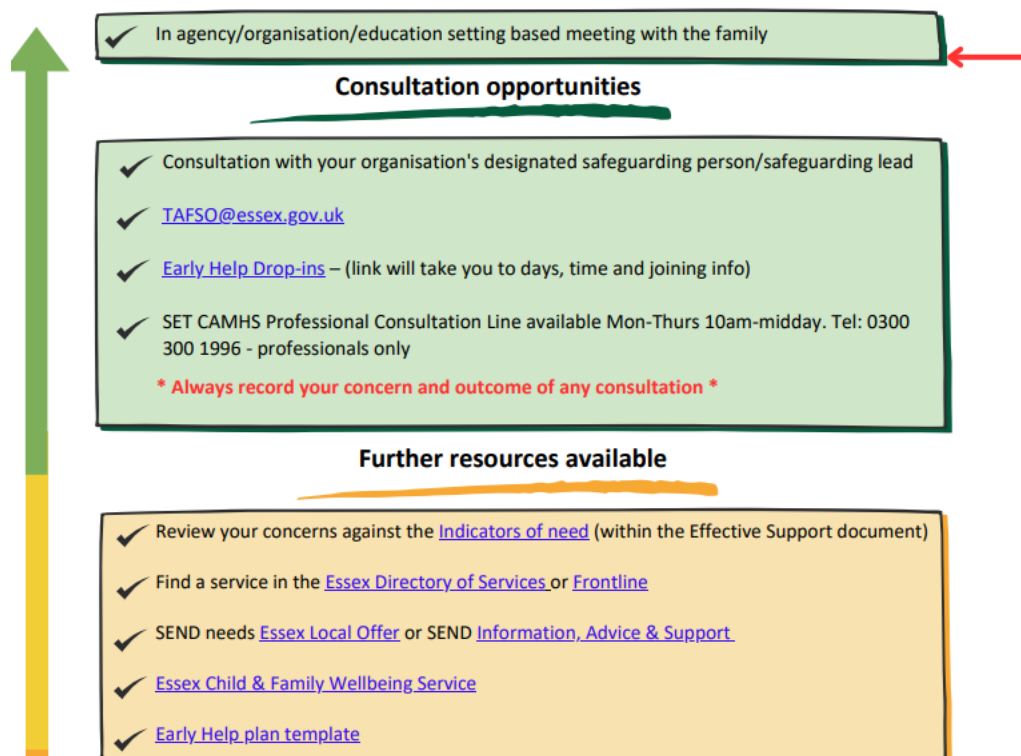 In agency/organisation/education setting based meeting with the family
Consultation opportunities
Consultation with your organisation's designated safeguarding person/safeguarding lead
TAFSO@essex.gov.uk
Early Help Drop-ins – (link will take you to days, time and joining info)
SET CAMHS Professional Consultation Line available Mon-Thurs 10am-midday. Tel: 0300
300 1996 - professionals only
* Always record your concern and outcome of any consultation *
Further resources available
Review your concerns against the Indicators of need (within the Effective Support document)
Find a service in the Essex Directory of Services or Frontline
SEND needs Essex Local Offer or SEND Information, Advice & Support
Essex Child & Family Wellbeing Service
Early Help plan template